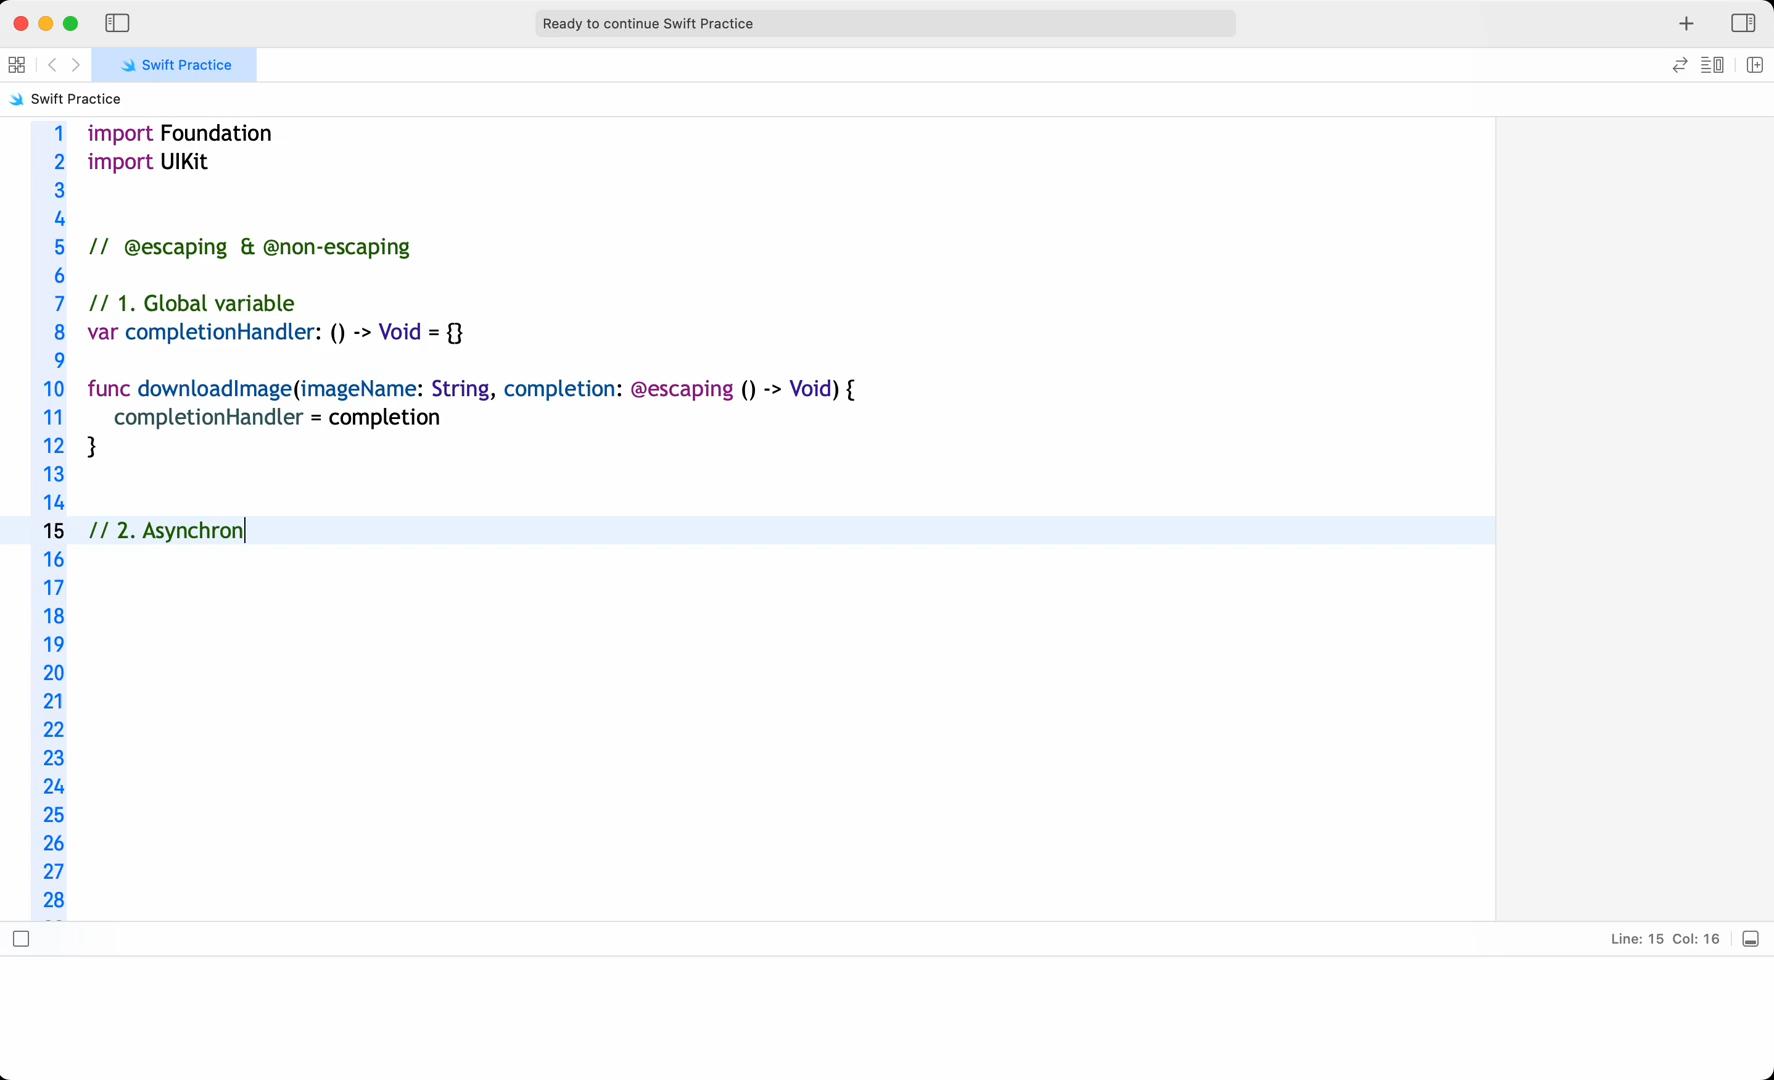 Ready to continue Swift Practice
Swift Practice
Swift Practice
1 import Foundation
2 import UIKit
3
4
5 //  @escaping  & @non-escaping
6
7 // 1. Global variable
8 var completionHandler: () -> Void = {}
9
10 func downloadImage(imageName: String, completion: @escaping () -> Void) {
11     completionHandler = completion
12 }
13
14
15 // 2. Asynchron
16
17
18
19
20
21
22
23
24
25
26
27
28
Line: 15  Col: 16